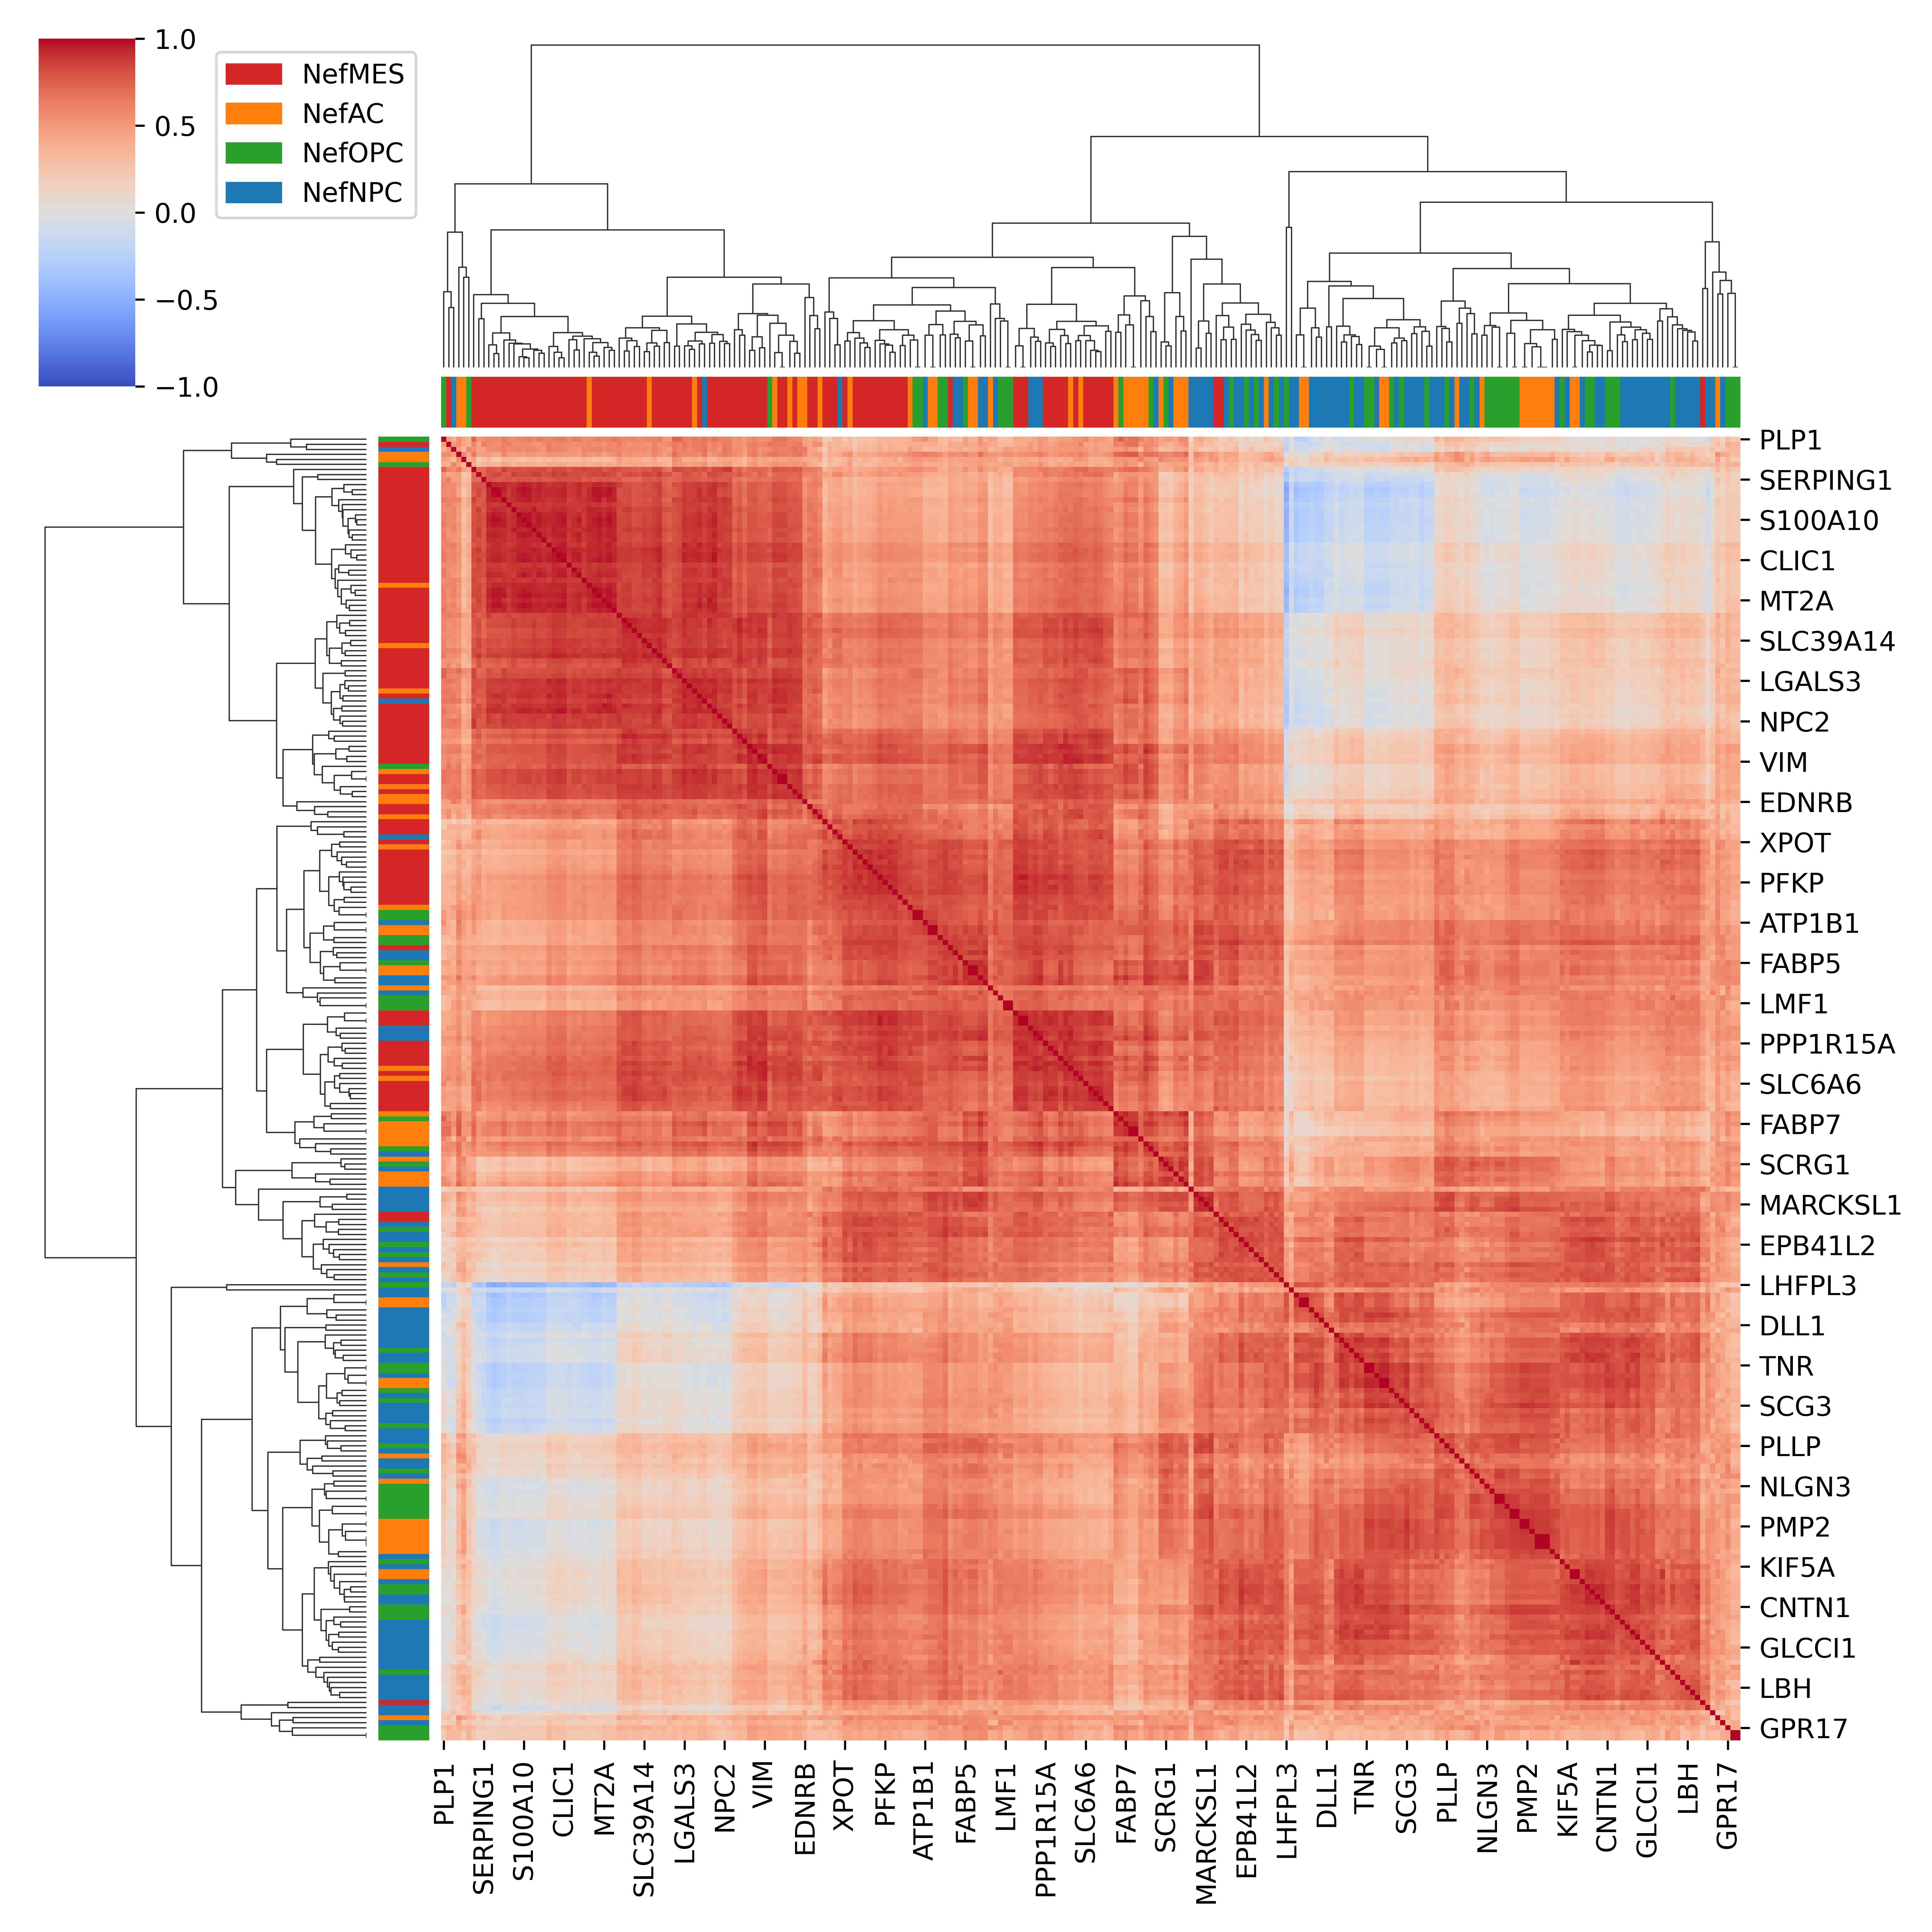 1.0
0.5
0.0
−0.5
−1.0
NefMES
NefAC
NefOPC
NefNPC
PLP1
SERPING1
S100A10
CLIC1
MT2A
SLC39A14
LGALS3
NPC2
VIM
EDNRB
XPOT
PFKP
ATP1B1
FABP5
LMF1
PPP1R15A
SLC6A6
FABP7
SCRG1
MARCKSL1
EPB41L2
LHFPL3
DLL1
TNR
SCG3
PLLP
NLGN3
PMP2
KIF5A
CNTN1
GLCCI1
LBH
GPR17
PLP1
SERPING1
S100A10
CLIC1
MT2A
SLC39A14
LGALS3
NPC2
VIM
EDNRB
XPOT
PFKP
ATP1B1
FABP5
LMF1
PPP1R15A
SLC6A6
FABP7
SCRG1
MARCKSL1
EPB41L2
LHFPL3
DLL1
TNR
SCG3
PLLP
NLGN3
PMP2
KIF5A
CNTN1
GLCCI1
LBH
GPR17